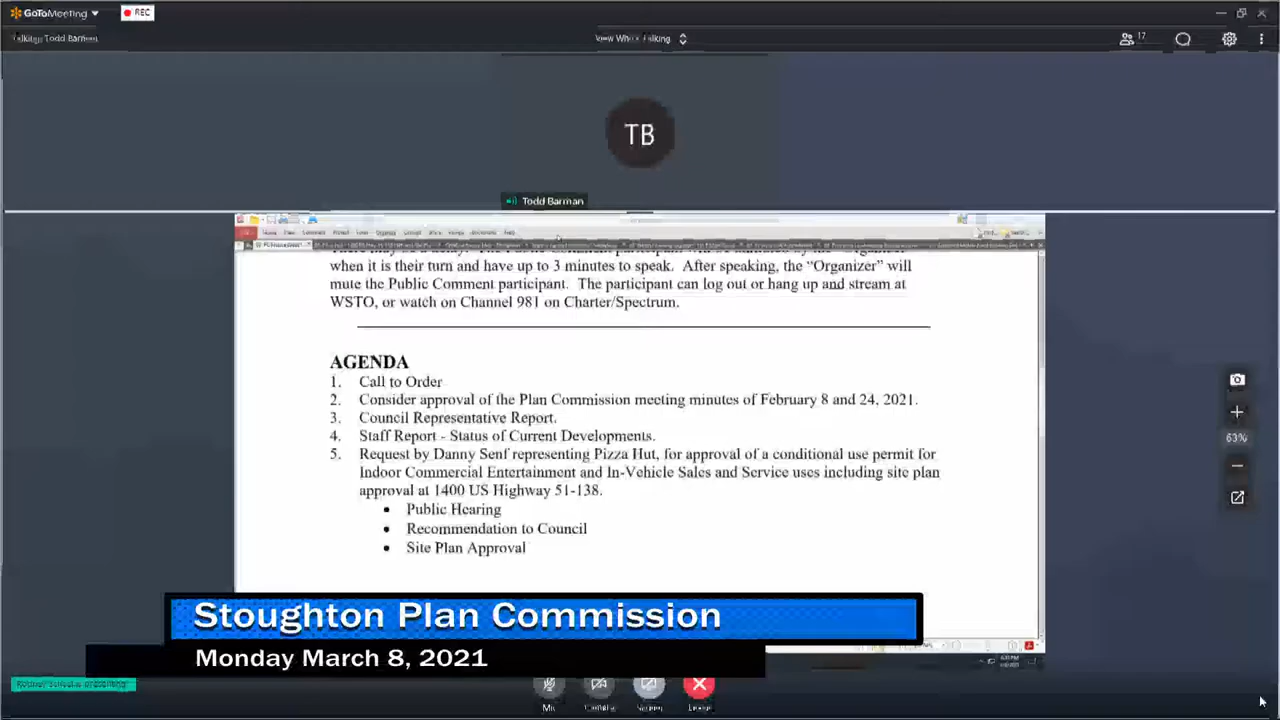 GoToMeeting
REC
Talking: Todd Barman
View Who's Talking
17
TB
Todd Barman
when it is their turn and have up to 3 minutes to speak. After speaking, the “Organizer” will
mute the Public Comment participant. The participant can log out or hang up and stream at
WSTO, or watch on Channel 981 on Charter/Spectrum.
AGENDA
1. Call to Order
2. Consider approval of the Plan Commission meeting minutes of February 8 and 24, 2021.
3. Council Representative Report.
4. Staff Report - Status of Current Developments.
5. Request by Danny Senf representing Pizza Hut, for approval of a conditional use permit for
Indoor Commercial Entertainment and In-Vehicle Sales and Service uses including site plan
approval at 1400 US Highway 51-138.
• Public Hearing
• Recommendation to Council
• Site Plan Approval
63%
Stoughton Plan Commission
Monday March 8, 2021
Mic
Camera
Screen
Leave